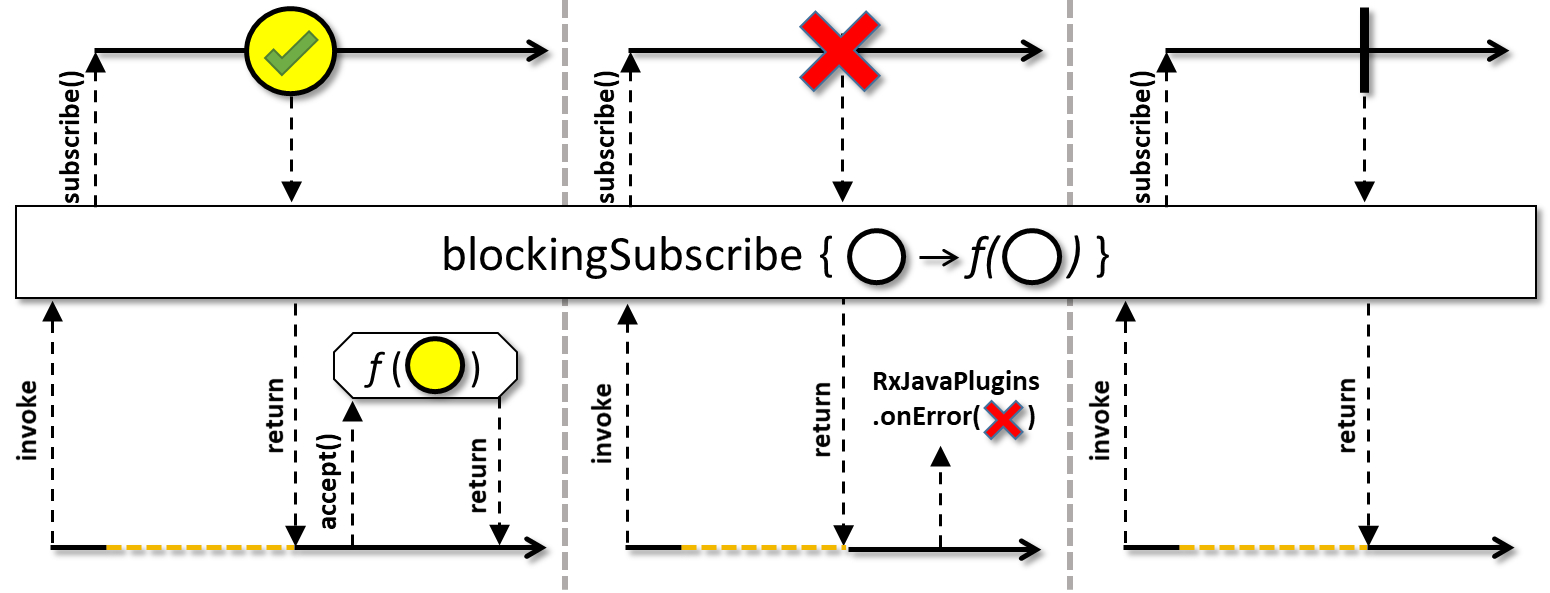 subscribe()
subscribe()
subscribe()
blockingSubscribe { → f( ) }
invoke
return
f ( )
accept()
return
invoke
return
RxJavaPlugins
.onError( )
invoke
return